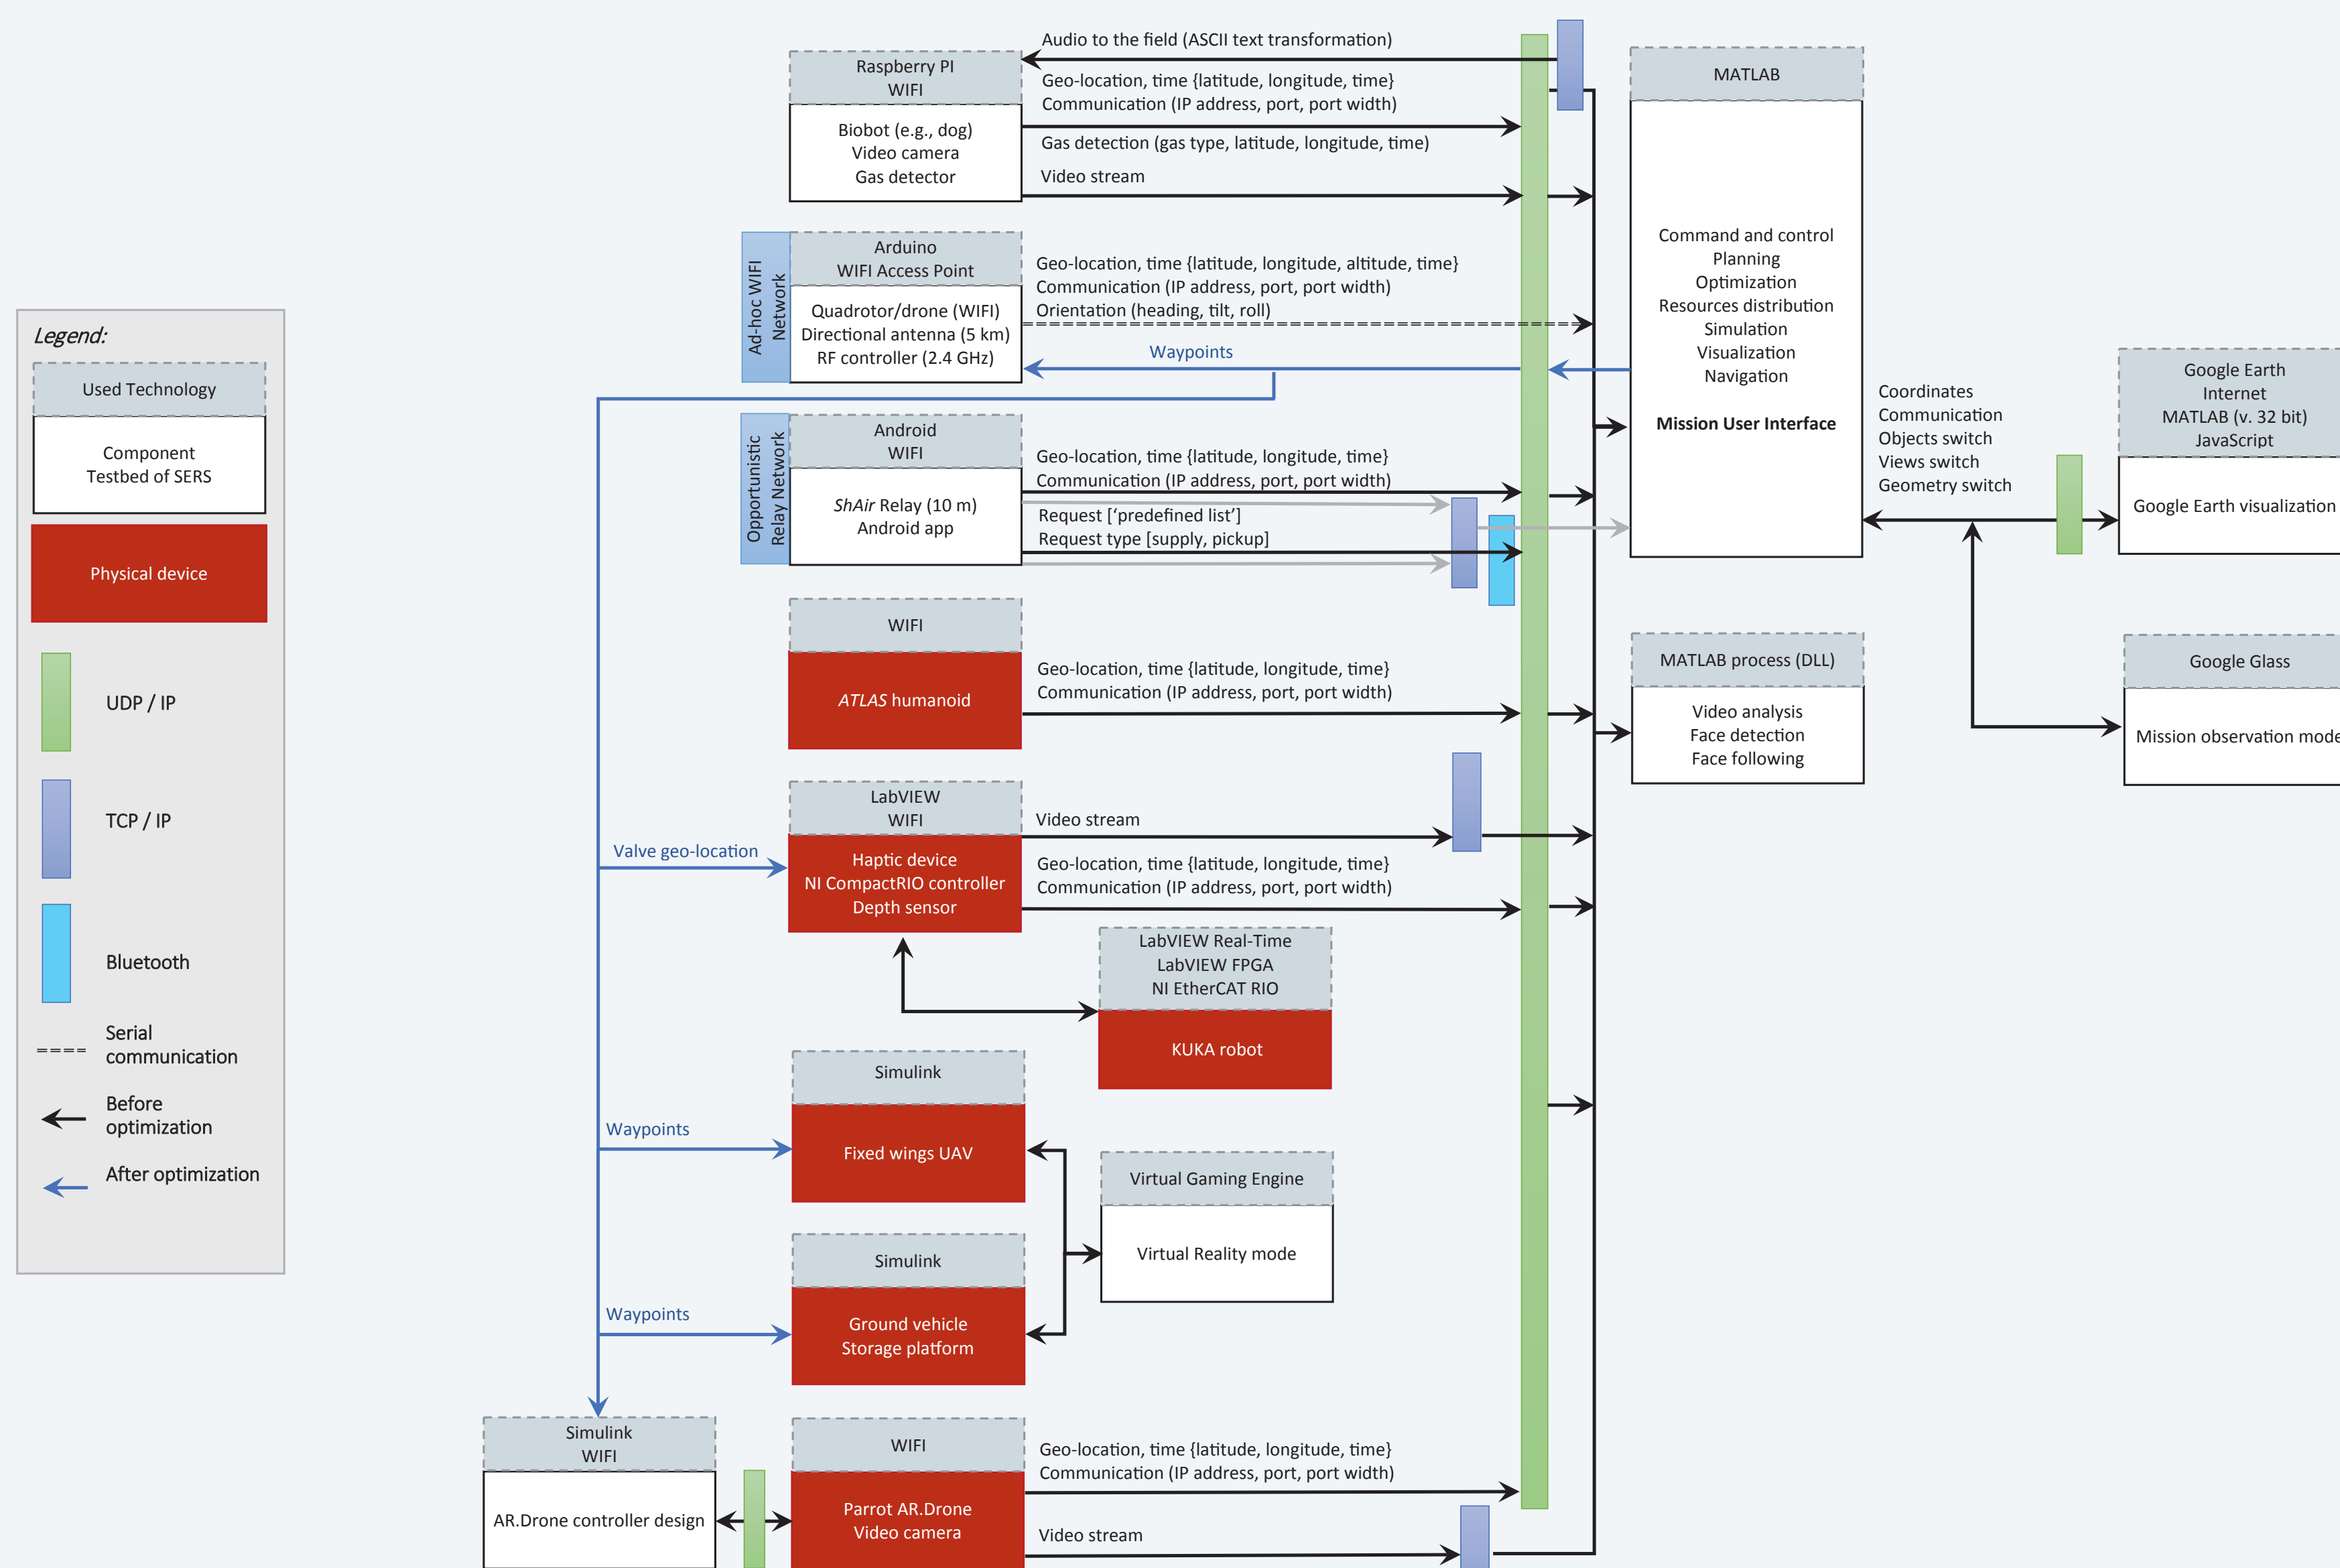 Legend:
Used Technology
Component
Testbed of SERS
Physical device
UDP / IP
TCP / IP
Bluetooth
Serial
communication
Before
optimization
After optimization
Raspberry PI
WIFI
Biobot (e.g., dog)
Video camera
Gas detector
Audio to the field (ASCII text transformation)
Geo-location, time {latitude, longitude, time}
Communication (IP address, port, port width)
Gas detection (gas type, latitude, longitude, time)
Video stream
Ad-hoc WIFI
Network
Arduino
WIFI Access Point
Quadrotor/drone (WIFI)
Directional antenna (5 km)
RF controller (2.4 GHz)
Geo-location, time {latitude, longitude, altitude, time}
Communication (IP address, port, port width)
Orientation (heading, tilt, roll)
Waypoints
Opportunistic
Relay Network
Android
WIFI
ShAir Relay (10 m)
Android app
Geo-location, time {latitude, longitude, time}
Communication (IP address, port, port width)
Request [‘predefined list’]
Request type [supply, pickup]
WIFI
ATLAS humanoid
Geo-location, time {latitude, longitude, time}
Communication (IP address, port, port width)
LabVIEW
WIFI
Haptic device
NI CompactRIO controller
Depth sensor
Valve geo-location
Video stream
Geo-location, time {latitude, longitude, time}
Communication (IP address, port, port width)
LabVIEW Real-Time
LabVIEW FPGA
NI EtherCAT RIO
KUKA robot
Simulink
Fixed wings UAV
Waypoints
Virtual Gaming Engine
Virtual Reality mode
Simulink
Ground vehicle
Storage platform
Waypoints
Simulink
WIFI
AR.Drone controller design
WIFI
Parrot AR.Drone
Video camera
Geo-location, time {latitude, longitude, time}
Communication (IP address, port, port width)
Video stream
MATLAB
Command and control
Planning
Optimization
Resources distribution
Simulation
Visualization
Navigation
Mission User Interface
MATLAB process (DLL)
Video analysis
Face detection
Face following
Coordinates
Communication
Objects switch
Views switch
Geometry switch
Google Earth
Internet
MATLAB (v. 32 bit)
JavaScript
Google Earth visualization
Google Glass
Mission observation mode